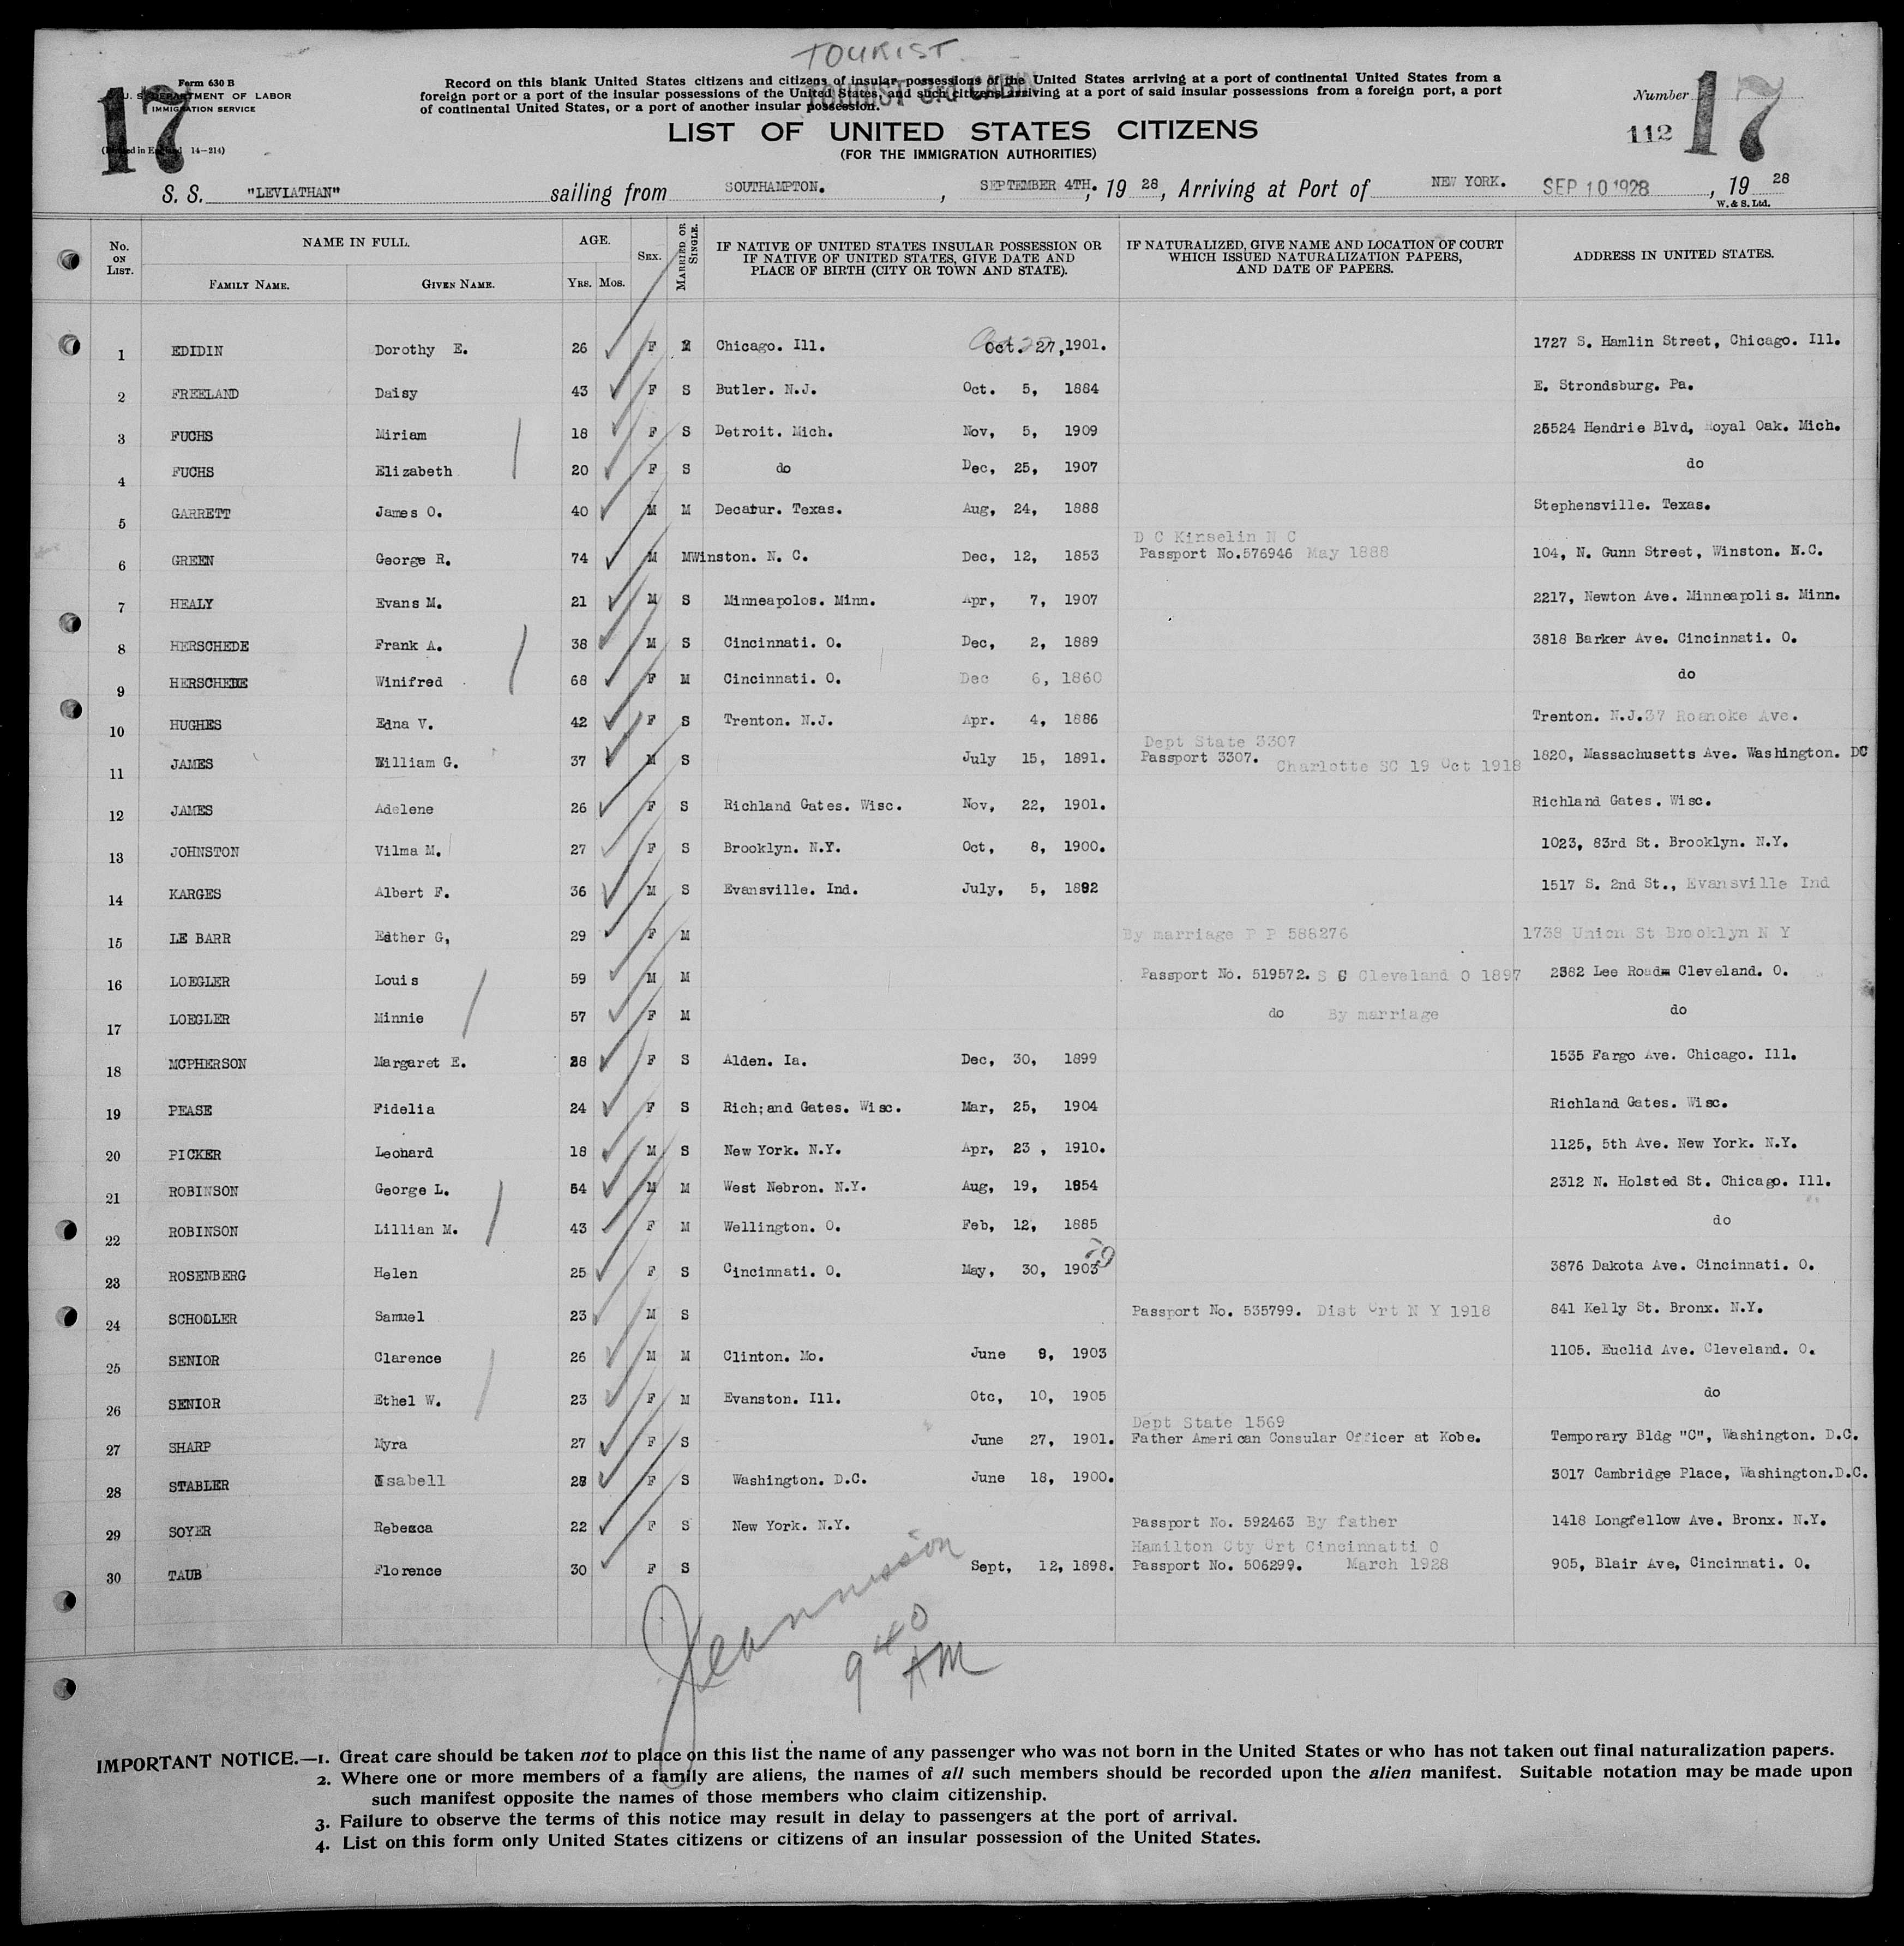 TOURIST
Form 630 B
U. S. DEPARTMENT OF LABOR
IMMIGRATION SERVICE
17
(Printed in England 14—214)
Record on this blank United States citizens and citizens of insular possessions of the United States arriving at a port of continental United States from a
foreign port or a port of the insular possessions of the United States, and such citizens arriving at a port of said insular possessions from a foreign port, a port
of continental United States, or a port of another insular possession.
TOURIST 3rd CABIN
LIST OF UNITED STATES CITIZENS
(FOR THE IMMIGRATION AUTHORITIES)
Number 17
112
S. S. "LEVIATHAN" sailing from SOUTHAMPTON. , SEPTEMBER 4TH. , 19 28 , Arriving at Port of NEW YORK. SEP 10 1928 , 19 28
W. & S. Ltd.
No. ON LIST. NAME IN FULL. FAMILY NAME. GIVEN NAME. AGE. YRS. MOS. SEX. MARRIED OR SINGLE. IF NATIVE OF UNITED STATES INSULAR POSSESSION OR IF NATIVE OF UNITED STATES, GIVE DATE AND PLACE OF BIRTH (CITY OR TOWN AND STATE). IF NATURALIZED, GIVE NAME AND LOCATION OF COURT WHICH ISSUED NATURALIZATION PAPERS, AND DATE OF PAPERS. ADDRESS IN UNITED STATES.
1 EDIDIN Dorothy E. 26 F Chicago. Ill. Oct. 27, 1901. 1727 S. Hamlin Street, Chicago. Ill.
2 FREELAND Daisy 43 F S Butler. N.J. Oct. 5, 1884 E. Strondsburg. Pa.
3 FUCHS Miriam 18 F S Detroit. Mich. Nov, 5, 1909 25524 Hendrie Blvd, Royal Oak. Mich.
4 FUCHS Elizabeth 20 F S do Dec, 25, 1907 do
5 GARRETT James O. 40 M M Decatur. Texas. Aug, 24, 1888 Stephensville. Texas.
D C Kinselin N C
6 GREEN George R. 74 M MWinston. N. C. Dec, 12, 1853 Passport No.576946 May 1888 104, N. Gunn Street, Winston. N.C.
7 HEALY Evans M. 21 M S Minneapolos. Minn. Apr, 7, 1907 2217, Newton Ave. Minneapolis. Minn.
8 HERSCHEDE Frank A. 38 M S Cincinnati. O. Dec, 2, 1889 3818 Barker Ave. Cincinnati. O.
9 HERSCHEDE Winifred 68 F M Cincinnati. O. Dec 6, 1860 do
10 HUGHES Edna V. 42 F S Trenton. N.J. Apr. 4, 1886 Trenton. N.J.37 Roanoke Ave.
Dept State 3307
11 JAMES William G. 37 M S July 15, 1891. Passport 3307. Charlotte SC 19 Oct 1918 1820, Massachusetts Ave. Washington. DC
12 JAMES Adelene 26 F S Richland Gates. Wisc. Nov, 22, 1901. Richland Gates. Wisc.
13 JOHNSTON Vilma M. 27 F S Brooklyn. N.Y. Oct, 8, 1900. 1023, 83rd St. Brooklyn. N.Y.
14 KARGES Albert F. 36 M S Evansville. Ind. July, 5, 1892 1517 S. 2nd St., Evansville Ind
15 LE BARR Esther G, 29 F M By marriage P P 588276 1738 Union St Brooklyn N Y
16 LOEGLER Louis 59 M M Passport No. 519572. S C Cleveland O 1897 2382 Lee Road Cleveland. O.
17 LOEGLER Minnie 57 F M do By marriage do
18 MCPHERSON Margaret E. 28 F S Alden. Ia. Dec, 30, 1899 1535 Fargo Ave. Chicago. Ill.
19 PEASE Fidelia 24 F S Rich;and Gates. Wisc. Mar, 25, 1904 Richland Gates. Wisc.
20 PICKER Leonard 18 M S New York. N.Y. Apr, 23 , 1910. 1125, 5th Ave. New York. N.Y.
21 ROBINSON George L. 54 M M West Nebron. N.Y. Aug, 19, 1854 2312 N. Holsted St. Chicago. Ill.
22 ROBINSON Lillian M. 43 F M Wellington. O. Feb, 12, 1885 do
23 ROSENBERG Helen 25 F S Cincinnati. O. May, 30, 1903 3876 Dakota Ave. Cincinnati. O.
24 SCHODLER Samuel 23 M S Passport No. 535799. Dist Crt N Y 1918 841 Kelly St. Bronx. N.Y.
25 SENIOR Clarence 26 M M Clinton. Mo. June 9, 1903 1105. Euclid Ave. Cleveland. O.
26 SENIOR Ethel W. 23 F M Evanston. Ill. Otc, 10, 1905 do
Dept State 1569
27 SHARP Myra 27 F S June 27, 1901. Father American Consular Officer at Kobe. Temporary Bldg "C", Washington. D.C.
28 STABLER Isabell 28 F S Washington. D.C. June 18, 1900. 3017 Cambridge Place, Washington.D.C.
29 SOYER Rebecca 22 F S New York. N.Y. Passport No. 592463 By father 1418 Longfellow Ave. Bronx. N.Y.
Hamilton Cty Crt Cincinnatti O
30 TAUB Florence 30 F S Sept, 12, 1898. Passport No. 506299. March 1928 905, Blair Ave, Cincinnati. O.
9 40
AM
IMPORTANT NOTICE.—1. Great care should be taken not to place on this list the name of any passenger who was not born in the United States or who has not taken out final naturalization papers.
2. Where one or more members of a family are aliens, the names of all such members should be recorded upon the alien manifest. Suitable notation may be made upon
such manifest opposite the names of those members who claim citizenship.
3. Failure to observe the terms of this notice may result in delay to passengers at the port of arrival.
4. List on this form only United States citizens or citizens of an insular possession of the United States.